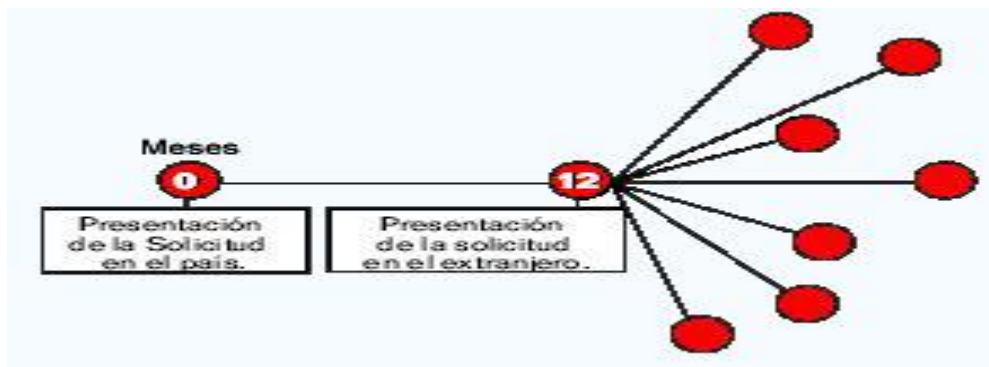 Meses
0
12
Presentación
de la Solicitud
en el país.
Presentación
de la solicitud
en el extranjero.